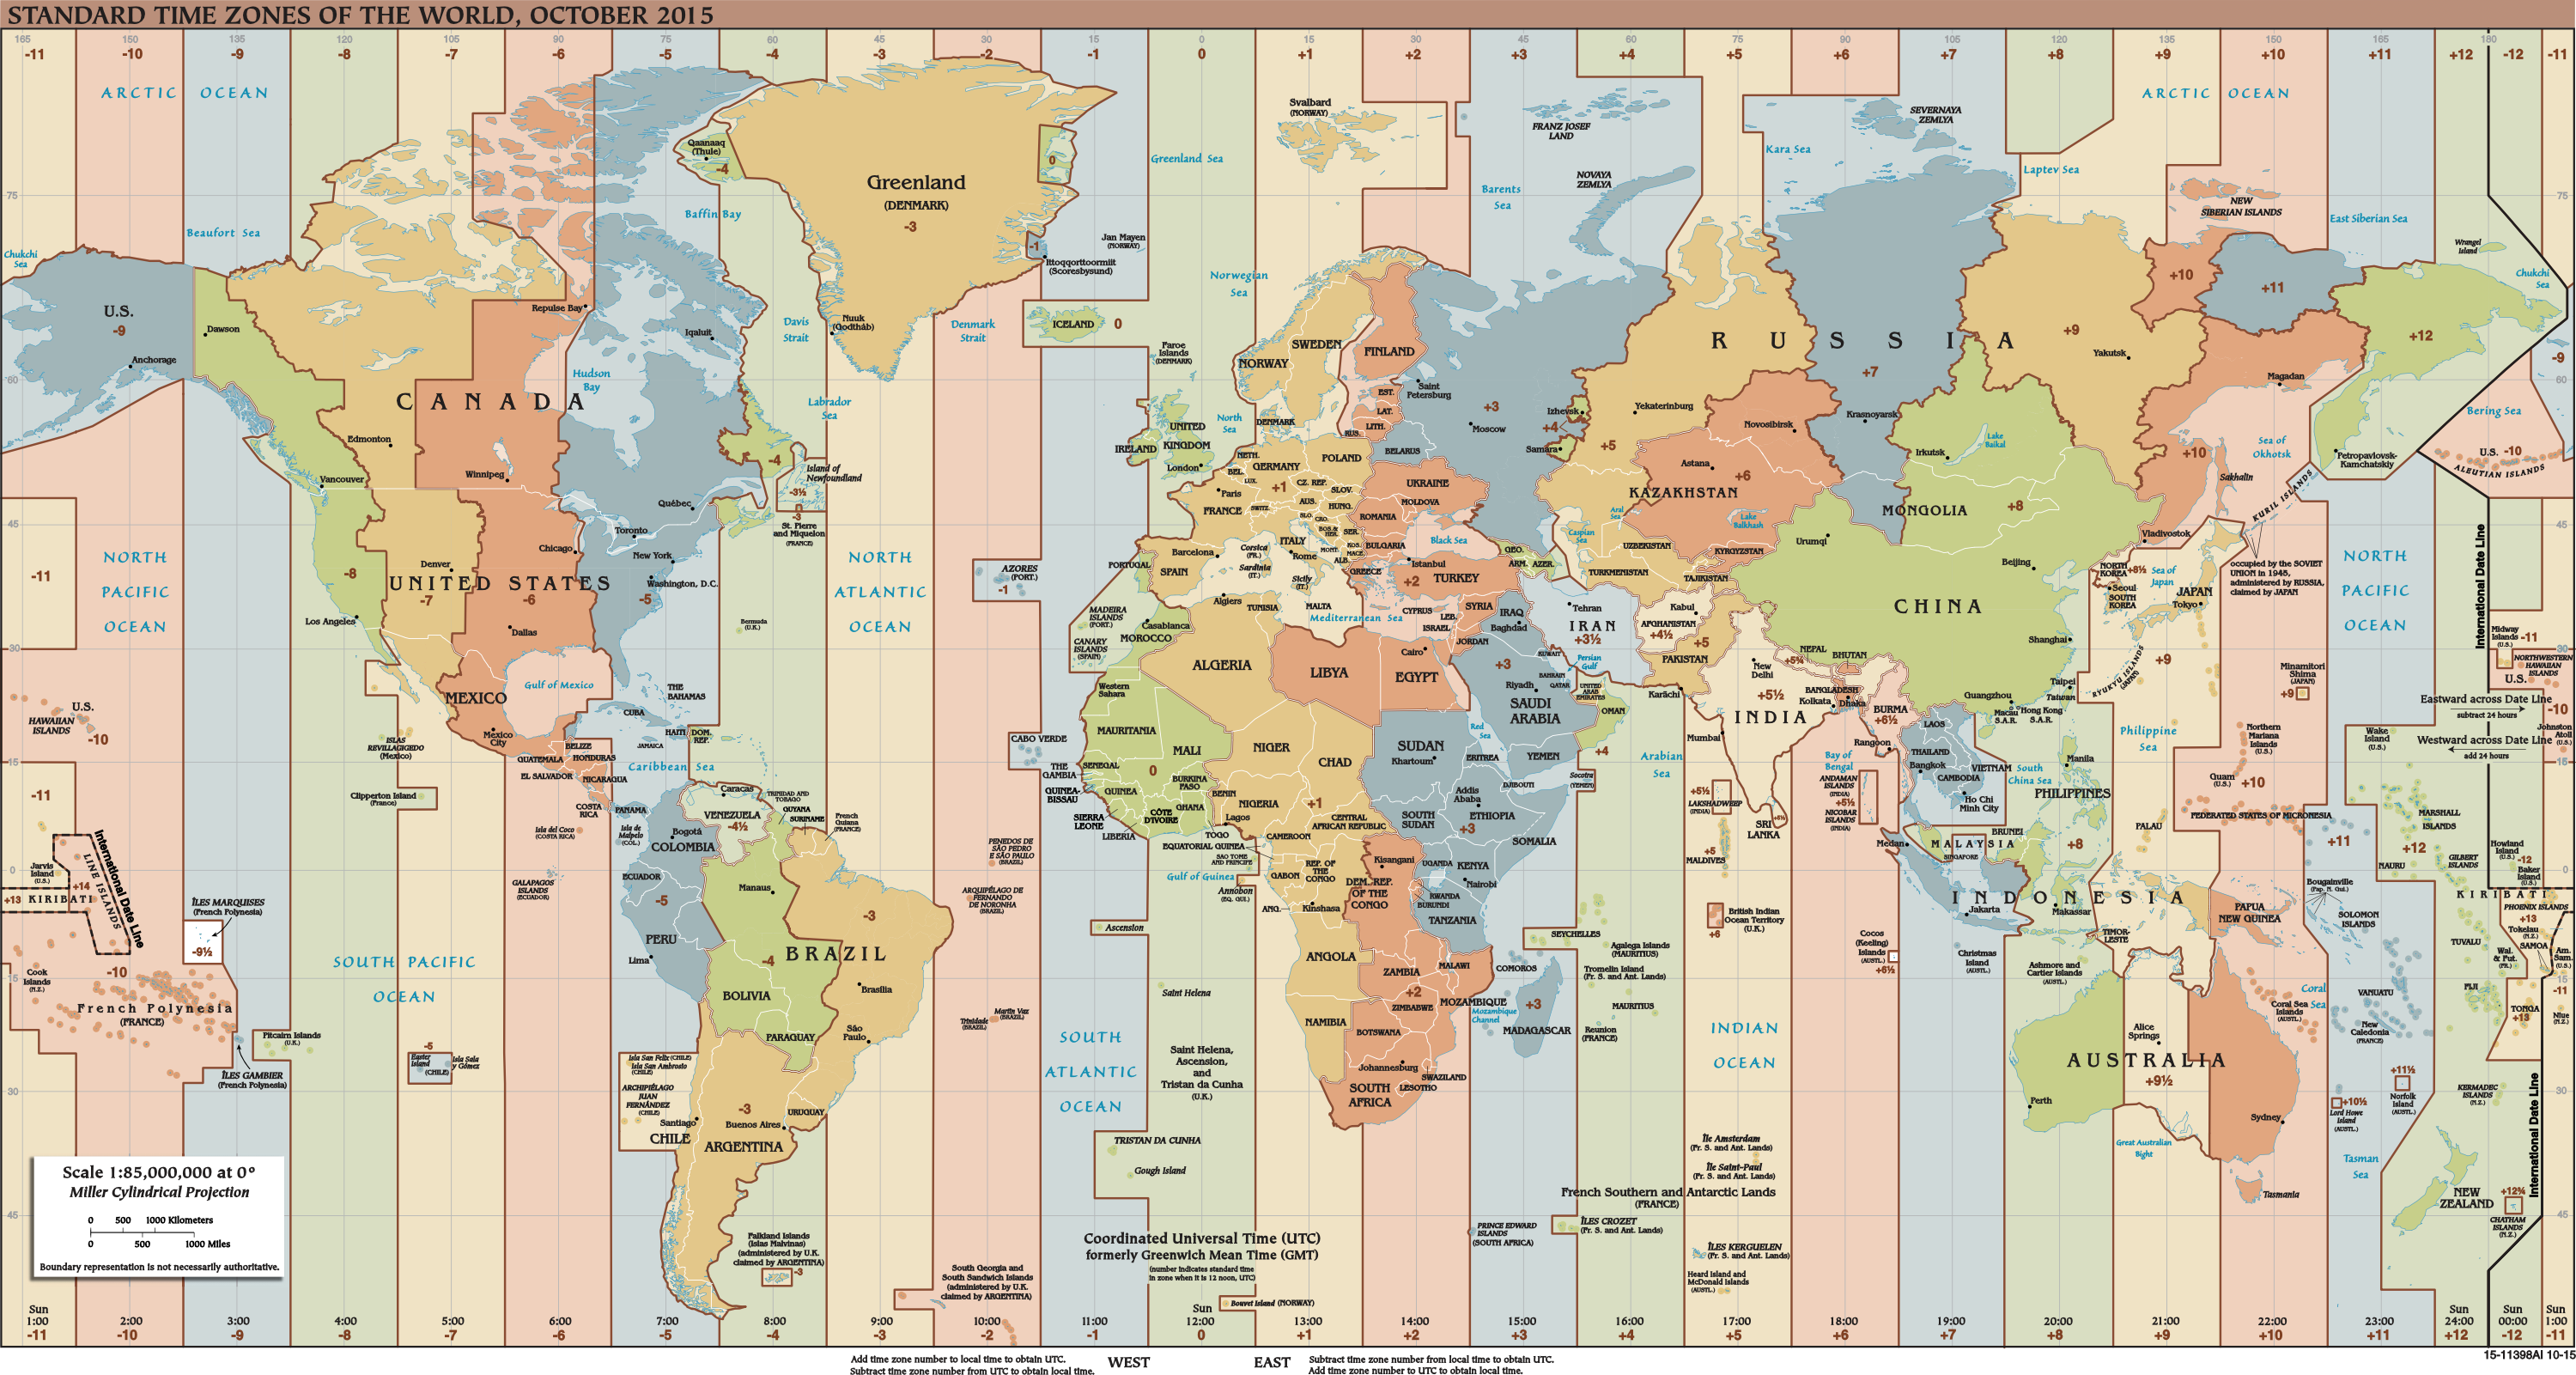 STANDARD TIME ZONES OF THE WORLD, OCTOBER 2015
165 150 135 120 105 90 75 60 45 30 15 0 15 30 45 60 75 90 105 120 135 150 165 180
-11 -10 -9 -8 -7 -6 -5 -4 -3 -2 -1 0 +1 +2 +3 +4 +5 +6 +7 +8 +9 +10 +11 +12 -12 -11
ARCTIC OCEAN
ARCTIC OCEAN
Chukchi
Sea
Beaufort Sea
Baffin Bay
Greenland Sea
Barents
Sea
Kara Sea
Laptev Sea
East Siberian Sea
Chukchi
Sea
75
75
Qaanaaq
(Thule)
-4
0
Greenland
(DENMARK)
-3
-1
Ittoqqortoormiit
(Scoresbysund)
Jan Mayen
(NORWAY)
Svalbard
(NORWAY)
FRANZ JOSEF
LAND
NOVAYA
ZEMLYA
SEVERNAYA
ZEMLYA
NEW
SIBERIAN ISLANDS
Wrangel
Island
Norwegian
Sea
U.S.
-9
Anchorage
Dawson
Repulse Bay
Iqaluit
Davis
Strait
Nuuk
(Godthåb)
Denmark
Strait
ICELAND
0
Faroe
Islands
(DENMARK)
NORWAY
SWEDEN
FINLAND
RUSSIA
+10
+11
+12
+9
Yakutsk
Magadan
-9
60
60
Hudson
Bay
CANADA
Labrador
Sea
Edmonton
Winnipeg
Vancouver
Québec
-4
Island of
Newfoundland
-3½
-3
St. Pierre
and Miquelon
(FRANCE)
North
Sea
UNITED
KINGDOM
IRELAND
London
DENMARK
EST.
LAT.
LITH.
RUS.
BELARUS
Saint
Petersburg
+3
Moscow
Izhevsk
+4
Samara
Yekaterinburg
+5
Novosibirsk
Krasnoyarsk
+7
Irkutsk
Lake
Baikal
+10
Sea of
Okhotsk
Sakhalin
Petropavlovsk-
Kamchatskiy
Bering Sea
U.S. -10
ALEUTIAN ISLANDS
KURIL ISLANDS
NETH.
BEL.
LUX.
GERMANY
POLAND
+1
CZ. REP.
SLOV.
AUS.
HUNG.
SWITZ.
SLO.
CRO.
BOS.&
HER.
SER.
MONT.
KOS.
MACE.
ALB.
GREECE
UKRAINE
MOLDOVA
ROMANIA
BULGARIA
Black Sea
Paris
FRANCE
ITALY
Rome
Corsica
(FR.)
Sardinia
(IT.)
Sicily
(IT.)
Barcelona
SPAIN
PORTUGAL
Istanbul
+2
TURKEY
GEO.
ARM.
AZER.
Caspian
Sea
Aral
Sea
Astana
+6
KAZAKHSTAN
Lake
Balkhash
UZBEKISTAN
KYRGYZSTAN
TURKMENISTAN
TAJIKISTAN
MONGOLIA
+8
Urumqi
Beijing
CHINA
Shanghai
Vladivostok
NORTH
KOREA
+8½
Seoul
SOUTH
KOREA
Sea of
Japan
JAPAN
Tokyo
occupied by the SOVIET
UNION in 1945,
administered by RUSSIA,
claimed by JAPAN
45
45
-11
NORTH
PACIFIC
OCEAN
-8
Los Angeles
Denver
UNITED STATES
-7
-6
-5
Chicago
Toronto
New York
Washington, D.C.
Dallas
Bermuda
(U.K.)
NORTH
ATLANTIC
OCEAN
AZORES
(PORT.)
-1
MADEIRA
ISLANDS
(PORT.)
CANARY
ISLANDS
(SPAIN)
Casablanca
MOROCCO
Algiers
TUNISIA
MALTA
Mediterranean Sea
CYPRUS
LEB.
ISRAEL
SYRIA
JORDAN
IRAQ
Baghdad
KUWAIT
Tehran
IRAN
+3½
Kabul
AFGHANISTAN
+4½
+5
PAKISTAN
Karāchi
NEPAL
+5¾
BHUTAN
New
Delhi
NORTH
PACIFIC
OCEAN
International Date Line
Midway
Islands -11
(U.S.)
NORTHWESTERN
HAWAIIAN
ISLANDS
U.S.
-10
Johnston
Atoll
(U.S.)
30
30
U.S.
HAWAIIAN
ISLANDS
-10
MEXICO
Gulf of Mexico
Mexico
City
ISLAS
REVILLAGIGEDO
(Mexico)
THE
BAHAMAS
CUBA
HAITI
DOM.
REP.
JAMAICA
BELIZE
GUATEMALA
HONDURAS
EL SALVADOR
NICARAGUA
COSTA
RICA
PANAMA
Caribbean Sea
Clipperton Island
(France)
CABO VERDE
Western
Sahara
ALGERIA
LIBYA
EGYPT
Cairo
+3
Riyadh
SAUDI
ARABIA
BAHRAIN
QATAR
UNITED
ARAB
EMIRATES
Persian
Gulf
OMAN
YEMEN
+4
Socotra
(YEMEN)
Red
Sea
Arabian
Sea
+5½
INDIA
Mumbai
Kolkata
BANGLADESH
Dhaka
BURMA
+6½
Rangoon
Bay of
Bengal
ANDAMAN
ISLANDS
(INDIA)
+5½
NICOBAR
ISLANDS
(INDIA)
+5½
LAKSHADWEEP
(INDIA)
SRI
LANKA
+5½
+5
MALDIVES
LAOS
THAILAND
Bangkok
CAMBODIA
VIETNAM
Ho Chi
Minh City
South
China Sea
Guangzhou
Macau
S.A.R.
Hong Kong
S.A.R.
Taipei
Taiwan
RYUKYU ISLANDS
(JAPAN)
+9
Philippine
Sea
Manila
PHILIPPINES
+8
PALAU
Minamitori
Shima
(JAPAN)
+9
Northern
Mariana
Islands
(U.S.)
Guam
(U.S.)
+10
FEDERATED STATES OF MICRONESIA
Wake
Island
(U.S.)
Eastward across Date Line
subtract 24 hours
Westward across Date Line
add 24 hours
MARSHALL
ISLANDS
+11
+12
NAURU
GILBERT
ISLANDS
Howland
Island
(U.S.)
-12
Baker
Island
(U.S.)
15
15
-11
MAURITANIA
MALI
NIGER
CHAD
SUDAN
Khartoum
ERITREA
DJIBOUTI
SENEGAL
THE
GAMBIA
GUINEA-
BISSAU
GUINEA
SIERRA
LEONE
LIBERIA
0
BURKINA
FASO
CÔTE
D'IVOIRE
GHANA
TOGO
BENIN
NIGERIA
Lagos
+1
CAMEROON
CENTRAL
AFRICAN REPUBLIC
SOUTH
SUDAN
Addis
Ababa
ETHIOPIA
+3
SOMALIA
EQUATORIAL GUINEA
SAO TOME
AND PRINCIPE
Gulf of Guinea
Annobon
(EQ. GUI.)
GABON
REP. OF
THE
CONGO
DEM. REP.
OF THE
CONGO
Kisangani
UGANDA
KENYA
Nairobi
RWANDA
BURUNDI
TANZANIA
ANG.
Kinshasa
Caracas
VENEZUELA
-4½
TRINIDAD AND
TOBAGO
GUYANA
SURINAME
French
Guiana
(FRANCE)
Bogotá
COLOMBIA
Isla de
Malpelo
(COL.)
Isla del Coco
(COSTA RICA)
GALAPAGOS
ISLANDS
(ECUADOR)
ECUADOR
-5
PERU
Lima
Manaus
-4
BRAZIL
-3
Brasília
PENEDOS DE
SÃO PEDRO
E SÃO PAULO
(BRAZIL)
ARQUIPÉLAGO DE
FERNANDO
DE NORONHA
(BRAZIL)
Ascension
0
0
Jarvis
Island
(U.S.)
+14
LINE ISLANDS
International Date Line
+13
KIRIBATI
ÎLES MARQUISES
(French Polynesia)
-9½
British Indian
Ocean Territory
(U.K.)
+6
SEYCHELLES
Medan
MALAYSIA
SINGAPORE
BRUNEI
INDONESIA
Jakarta
Makassar
TIMOR-
LESTE
PAPUA
NEW GUINEA
Bougainville
(Pap. N. Gui.)
SOLOMON
ISLANDS
KIRIBATI
PHOENIX ISLANDS
+13
Tokelau
(N.Z.)
TUVALU
Wal.
& Fut.
(FR.)
SAMOA
Am.
Sam.
(U.S.)
15
15
Cook
Islands
(N.Z.)
-10
French Polynesia
(FRANCE)
ÎLES GAMBIER
(French Polynesia)
Pitcairn Islands
(U.K.)
SOUTH PACIFIC
OCEAN
-5
Easter
Island
(CHILE)
Isla Sala
y Gómez
BOLIVIA
PARAGUAY
São
Paulo
Trindade
(BRAZIL)
Martin Vaz
(BRAZIL)
Saint Helena
ANGOLA
ZAMBIA
MALAWI
+2
ZIMBABWE
MOZAMBIQUE
Mozambique
Channel
NAMIBIA
BOTSWANA
Johannesburg
SWAZILAND
LESOTHO
SOUTH
AFRICA
COMOROS
+3
MADAGASCAR
Agalega Islands
(MAURITIUS)
Tromelin Island
(Fr. S. and Ant. Lands)
MAURITIUS
Reunion
(FRANCE)
INDIAN
OCEAN
Cocos
(Keeling)
Islands
(AUSTL.)
+6½
Christmas
Island
(AUSTL.)
Ashmore and
Cartier Islands
(AUSTL.)
Alice
Springs
AUSTRALIA
+9½
Perth
Sydney
Great Australian
Bight
Coral
Sea
Coral Sea
Islands
(AUSTL.)
VANUATU
New
Caledonia
(FRANCE)
FIJI
TONGA
+13
-11
Niue
(N.Z.)
30
30
Isla San Felix (CHILE)
Isla San Ambrosio
(CHILE)
ARCHIPIÉLAGO
JUAN
FERNÁNDEZ
(CHILE)
Santiago
CHILE
-3
Buenos Aires
URUGUAY
ARGENTINA
SOUTH
ATLANTIC
OCEAN
Saint Helena,
Ascension,
and
Tristan da Cunha
(U.K.)
TRISTAN DA CUNHA
Gough Island
Île Amsterdam
(Fr. S. and Ant. Lands)
Île Saint-Paul
(Fr. S. and Ant. Lands)
French Southern and Antarctic Lands
(FRANCE)
PRINCE EDWARD
ISLANDS
(SOUTH AFRICA)
ÎLES CROZET
(Fr. S. and Ant. Lands)
ÎLES KERGUELEN
(Fr. S. and Ant. Lands)
Heard Island and
McDonald Islands
(AUSTL.)
+10½
Lord Howe
Island
(AUSTL.)
+11½
Norfolk
Island
(AUSTL.)
KERMADEC
ISLANDS
(N.Z.)
Tasman
Sea
Tasmania
NEW
ZEALAND
+12¾
CHATHAM
ISLANDS
(N.Z.)
International Date Line
45
45
Scale 1:85,000,000 at 0°
Miller Cylindrical Projection
0 500 1000 Kilometers
0 500 1000 Miles
Boundary representation is not necessarily authoritative.
Falkland Islands
(Islas Malvinas)
(administered by U.K.
claimed by ARGENTINA)
-3
South Georgia and
South Sandwich Islands
(administered by U.K.
claimed by ARGENTINA)
Coordinated Universal Time (UTC)
formerly Greenwich Mean Time (GMT)
(number indicates standard time
in zone when it is 12 noon, UTC)
Bouvet Island (NORWAY)
Sun Sun Sun Sun Sun
1:00 2:00 3:00 4:00 5:00 6:00 7:00 8:00 9:00 10:00 11:00 12:00 13:00 14:00 15:00 16:00 17:00 18:00 19:00 20:00 21:00 22:00 23:00 24:00 00:00 1:00
-11 -10 -9 -8 -7 -6 -5 -4 -3 -2 -1 0 +1 +2 +3 +4 +5 +6 +7 +8 +9 +10 +11 +12 -12 -11
Add time zone number to local time to obtain UTC.
Subtract time zone number from UTC to obtain local time.
WEST
EAST
Subtract time zone number from local time to obtain UTC.
Add time zone number to UTC to obtain local time.
15-11398AI 10-15